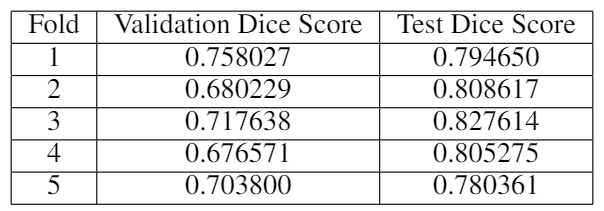 Fold Validation Dice Score Test Dice Score
1 0.758027 0.794650
2 0.680229 0.808617
3 0.717638 0.827614
4 0.676571 0.805275
5 0.703800 0.780361